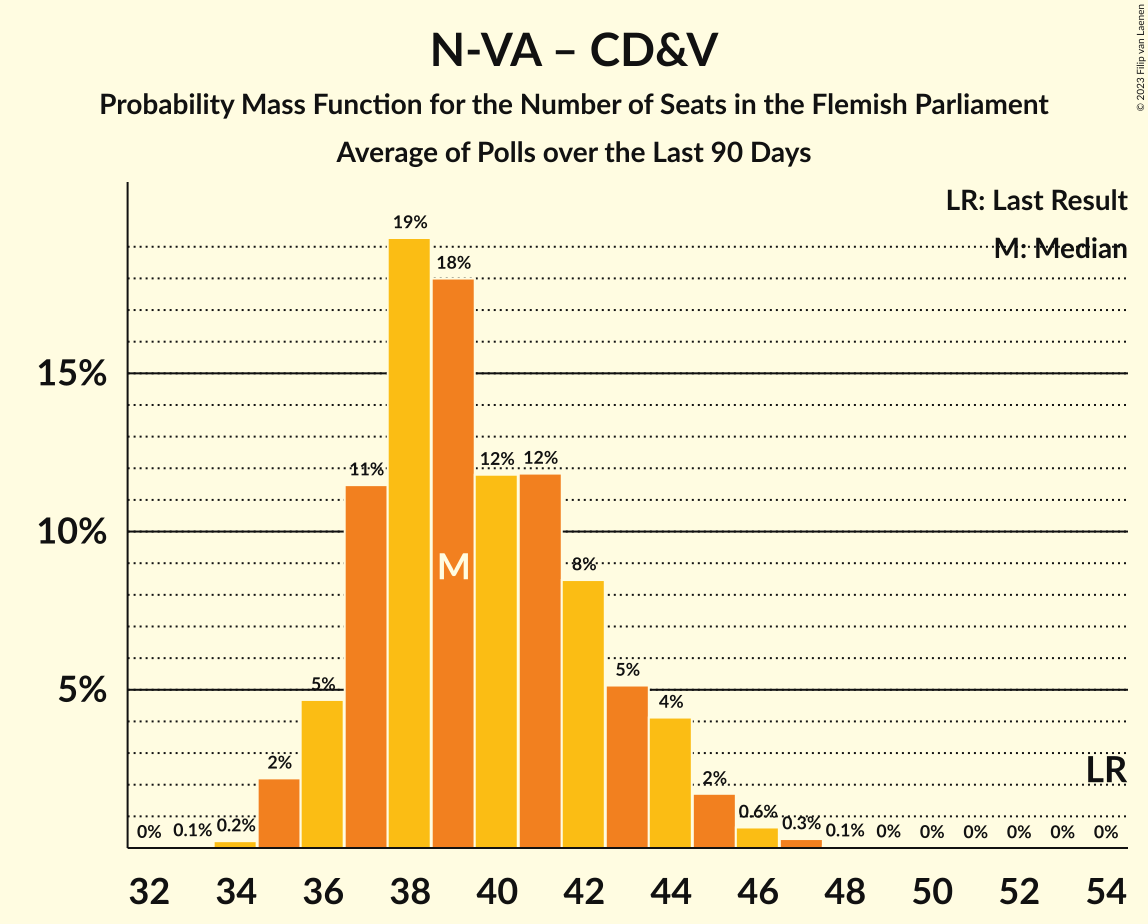 N-VA – CD&V
Probability Mass Function for the Number of Seats in the Flemish Parliament
Average of Polls over the Last 90 Days
© 2023 Filip van Laenen
LR: Last Result
M: Median
15%
10%
5%
0%
0.1%
0.2%
2%
5%
11%
19%
18%
12%
12%
8%
5%
4%
2%
0.6%
0.3%
0.1%
0%
0%
0%
0%
0%
0%
M
LR
32 34 36 38 40 42 44 46 48 50 52 54